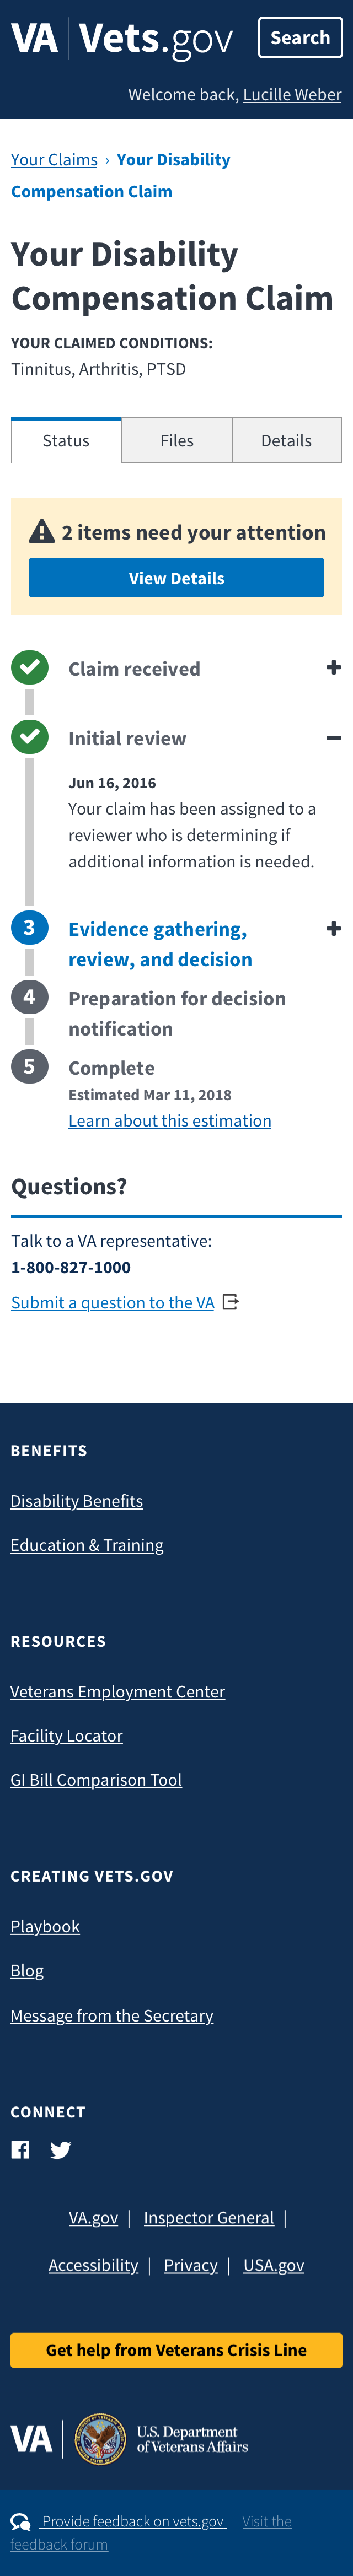 VA | Vets.gov
Search
Welcome back, Lucille Weber
Your Claims › Your Disability
Compensation Claim
Your Disability
Compensation Claim
YOUR CLAIMED CONDITIONS:
Tinnitus, Arthritis, PTSD
Status
Files
Details
2 items need your attention
View Details
Claim received
Initial review
Jun 16, 2016
Your claim has been assigned to a
reviewer who is determining if
additional information is needed.
3 Evidence gathering,
review, and decision
4 Preparation for decision
notification
5 Complete
Estimated Mar 11, 2018
Learn about this estimation
Questions?
Talk to a VA representative:
1-800-827-1000
Submit a question to the VA
BENEFITS
Disability Benefits
Education & Training
RESOURCES
Veterans Employment Center
Facility Locator
GI Bill Comparison Tool
CREATING VETS.GOV
Playbook
Blog
Message from the Secretary
CONNECT
VA.gov | Inspector General |
Accessibility | Privacy | USA.gov
Get help from Veterans Crisis Line
VA
U.S. Department
of Veterans Affairs
Provide feedback on vets.gov Visit the
feedback forum